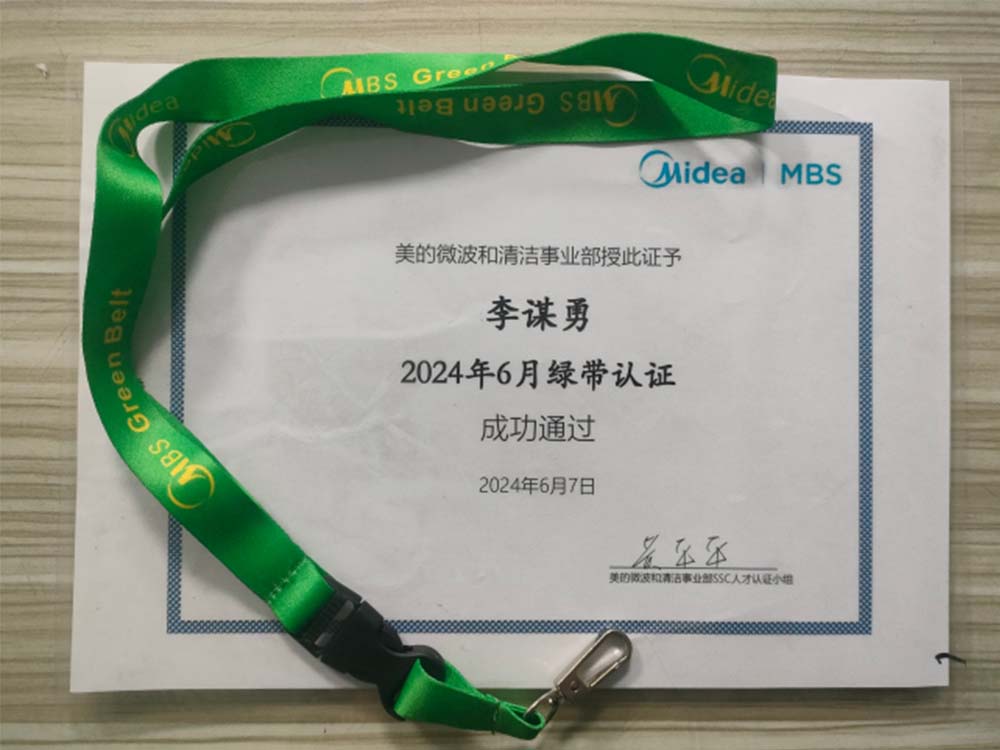 MBS Green
Midea
MBS Green Belt
Midea
Midea
MBS Green Belt
Midea | MBS
美的微波和清洁事业部授此证予
李谋勇
2024年6月绿带认证
成功通过
2024年6月7日
美的微波和清洁事业部SSC人才认证小组